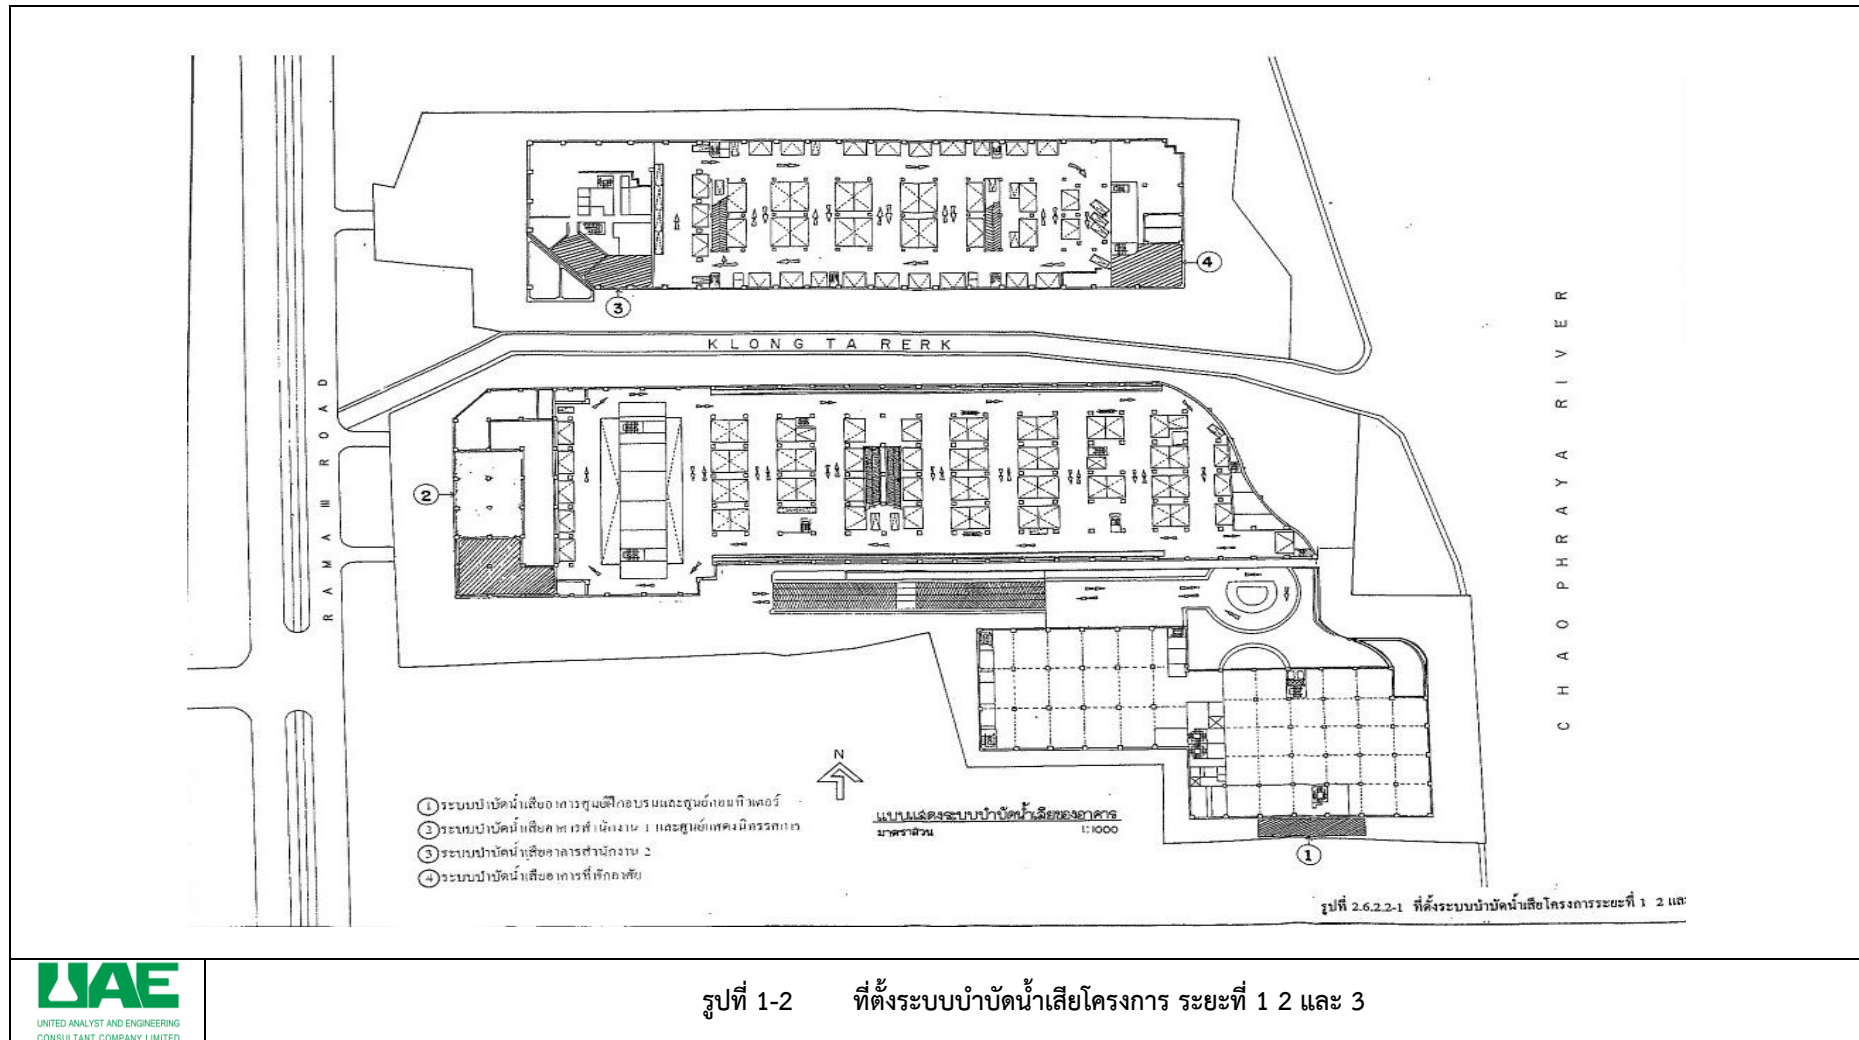 KLONG TA RERK
RAMA III ROAD
CHAO PHRAYA RIVER
3
4
2
1
N
1 ระบบบำบัดน้ำเสียอาคารศูนย์ฝึกอบรมและศูนย์คอมพิวเตอร์
2 ระบบบำบัดน้ำเสียอาคารสำนักงาน 1 และศูนย์แสดงนิทรรศการ
3 ระบบบำบัดน้ำเสียอาคารสำนักงาน 2
4 ระบบบำบัดน้ำเสียอาคารที่พักอาศัย
แบบแสดงระบบบำบัดน้ำเสียของอาคาร
มาตราส่วน 1:1000
รูปที่ 2.6.2.2-1 ที่ตั้งระบบบำบัดน้ำเสียโครงการระยะที่ 1 2 และ
UAE
UNITED ANALYST AND ENGINEERING
CONSULTANT COMPANY LIMITED
รูปที่ 1-2 ที่ตั้งระบบบำบัดน้ำเสียโครงการ ระยะที่ 1 2 และ 3